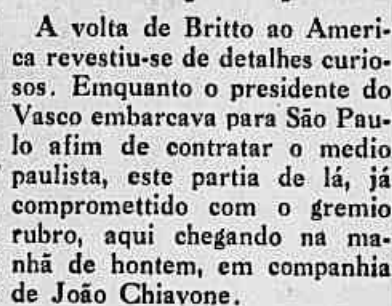 A volta de Britto ao Ameri-
ca revestiu-se de detalhes curio-
sos. Emquanto o presidente do
Vasco embarcava para São Pau-
lo afim de contratar o medio
paulista, este partia de lá, já
compromettido com o gremio
rubro, aqui chegando na ma-
nhã de hontem, em companhia
de João Chiavone.